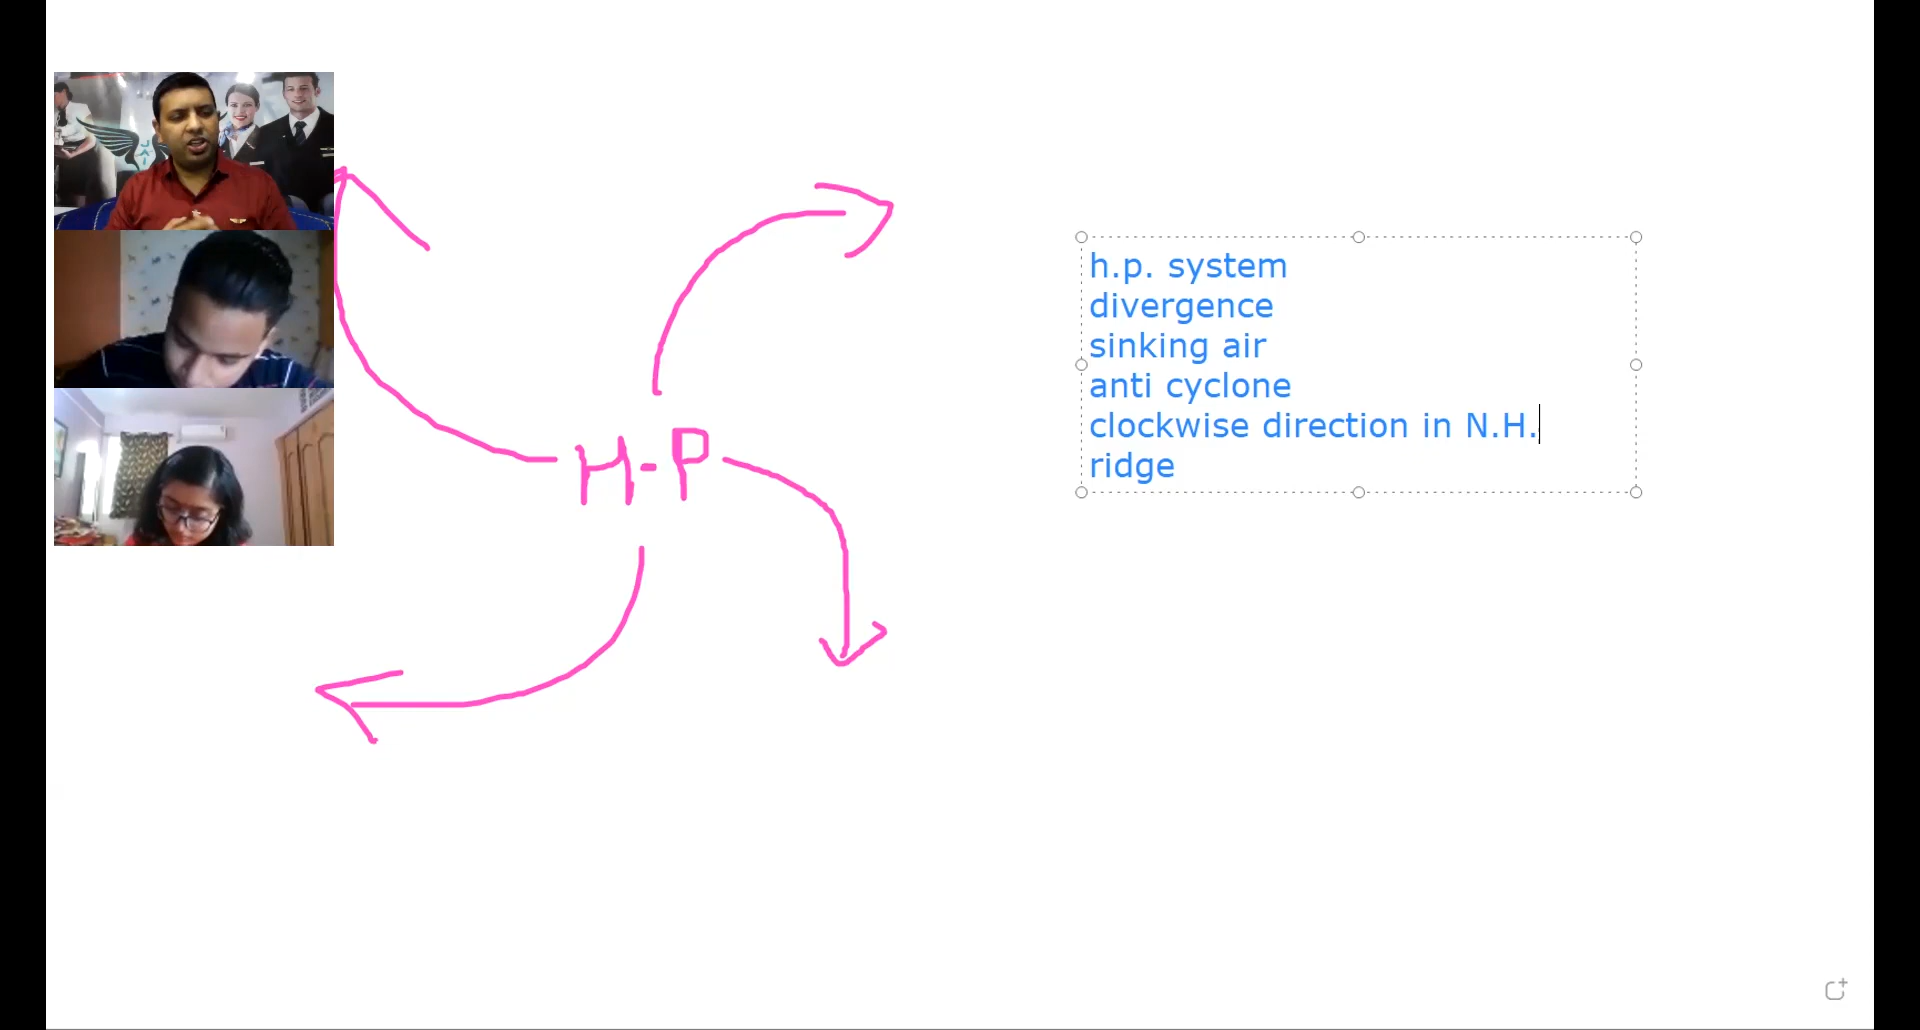 H-P
h.p. system
divergence
sinking air
anti cyclone
clockwise direction in N.H.
ridge